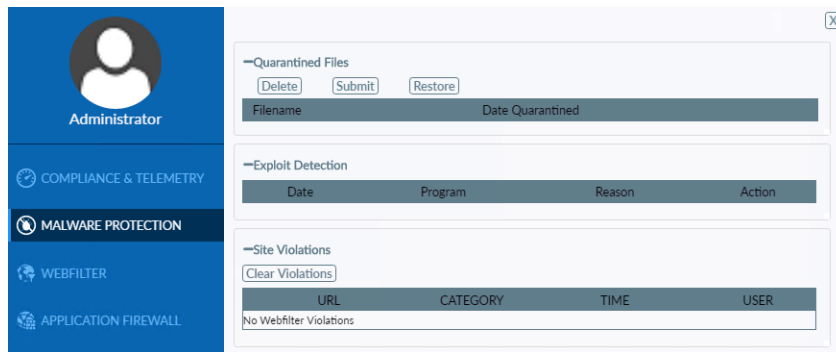 X
Administrator
COMPLIANCE & TELEMETRY
MALWARE PROTECTION
WEBFILTER
APPLICATION FIREWALL
Quarantined Files
Delete Submit Restore
Filename Date Quarantined
Exploit Detection
Date Program Reason Action
Site Violations
Clear Violations
URL CATEGORY TIME USER
No Webfilter Violations